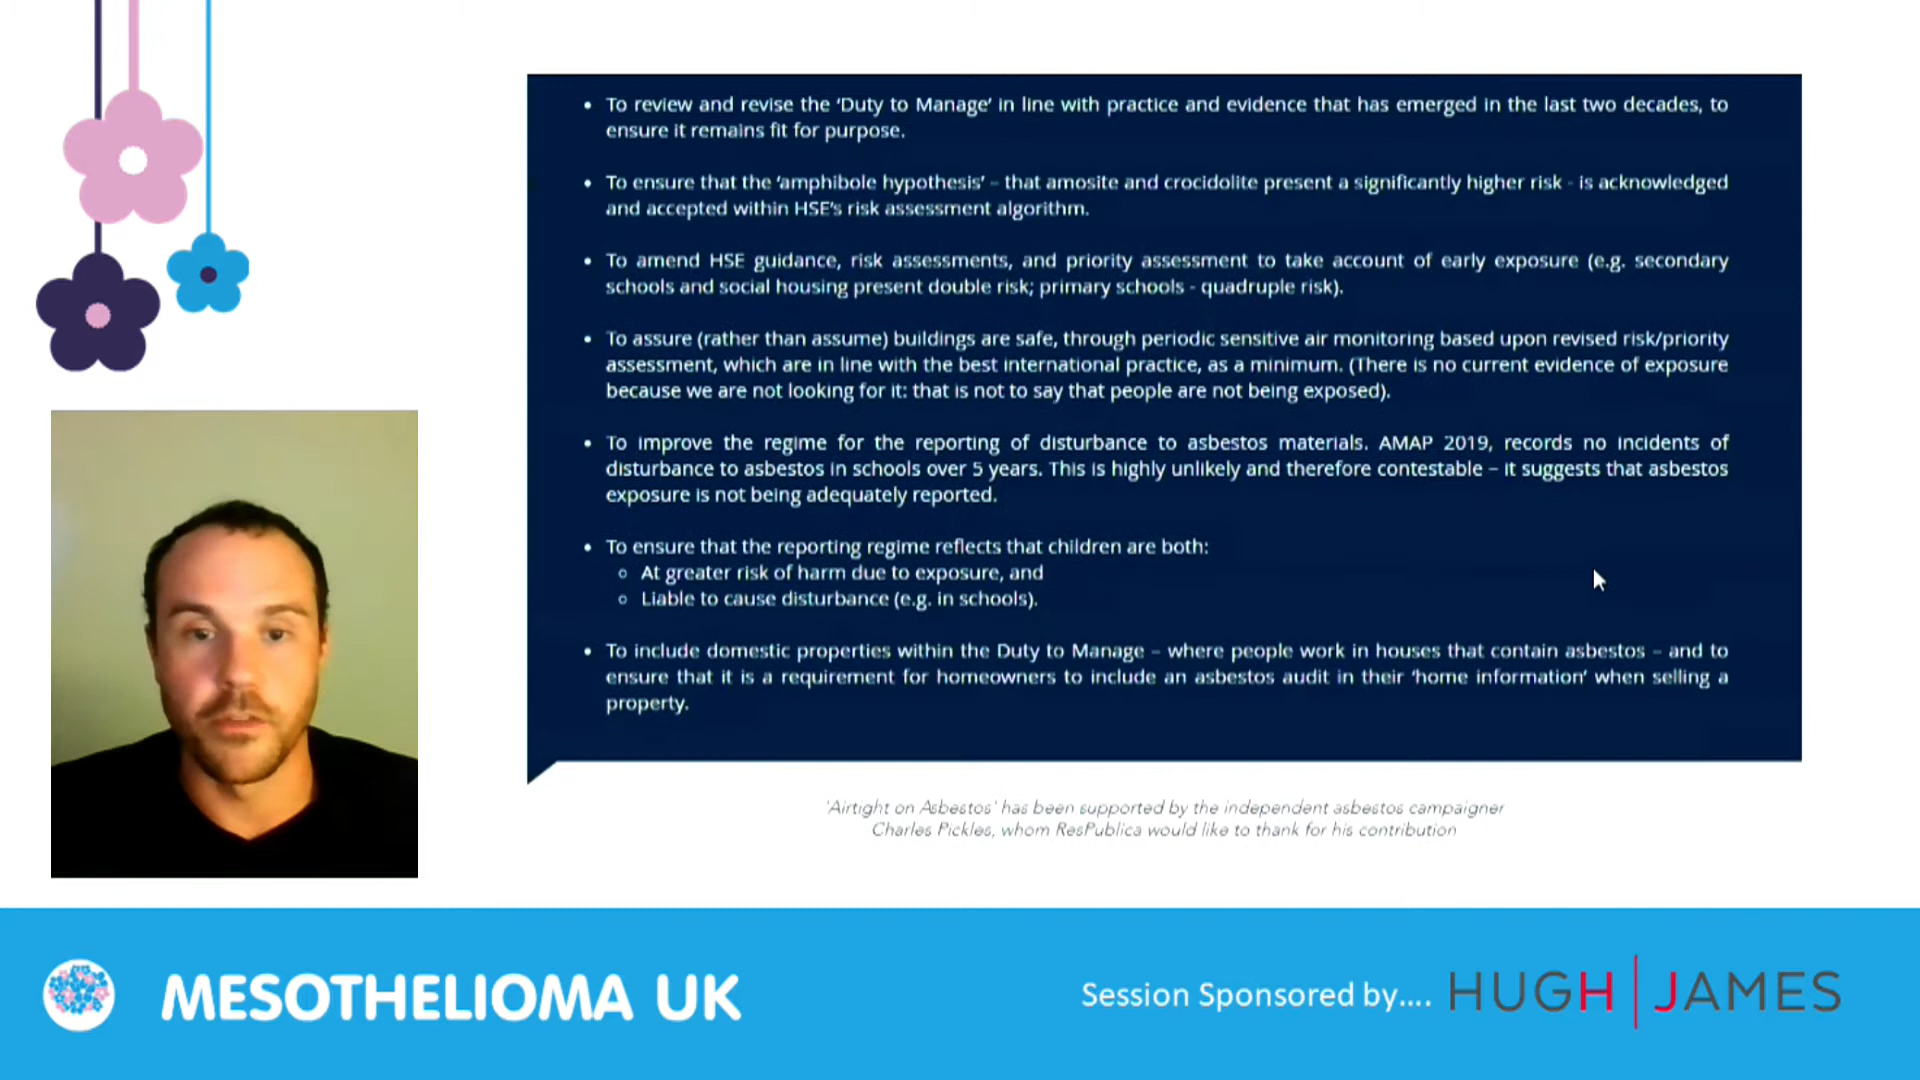 • To review and revise the ‘Duty to Manage’ in line with practice and evidence that has emerged in the last two decades, to
ensure it remains fit for purpose.
• To ensure that the ‘amphibole hypothesis’ – that amosite and crocidolite present a significantly higher risk - is acknowledged
and accepted within HSE’s risk assessment algorithm.
• To amend HSE guidance, risk assessments, and priority assessment to take account of early exposure (e.g. secondary
schools and social housing present double risk; primary schools - quadruple risk).
• To assure (rather than assume) buildings are safe, through periodic sensitive air monitoring based upon revised risk/priority
assessment, which are in line with the best international practice, as a minimum. (There is no current evidence of exposure
because we are not looking for it: that is not to say that people are not being exposed).
• To improve the regime for the reporting of disturbance to asbestos materials. AMAP 2019, records no incidents of
disturbance to asbestos in schools over 5 years. This is highly unlikely and therefore contestable – it suggests that asbestos
exposure is not being adequately reported.
• To ensure that the reporting regime reflects that children are both:
o At greater risk of harm due to exposure, and
o Liable to cause disturbance (e.g. in schools).
• To include domestic properties within the Duty to Manage – where people work in houses that contain asbestos – and to
ensure that it is a requirement for homeowners to include an asbestos audit in their ‘home information’ when selling a
property.
‘Airtight on Asbestos’ has been supported by the independent asbestos campaigner
Charles Pickles, whom ResPublica would like to thank for his contribution
MESOTHELIOMA UK
Session Sponsored by.... HUGH JAMES